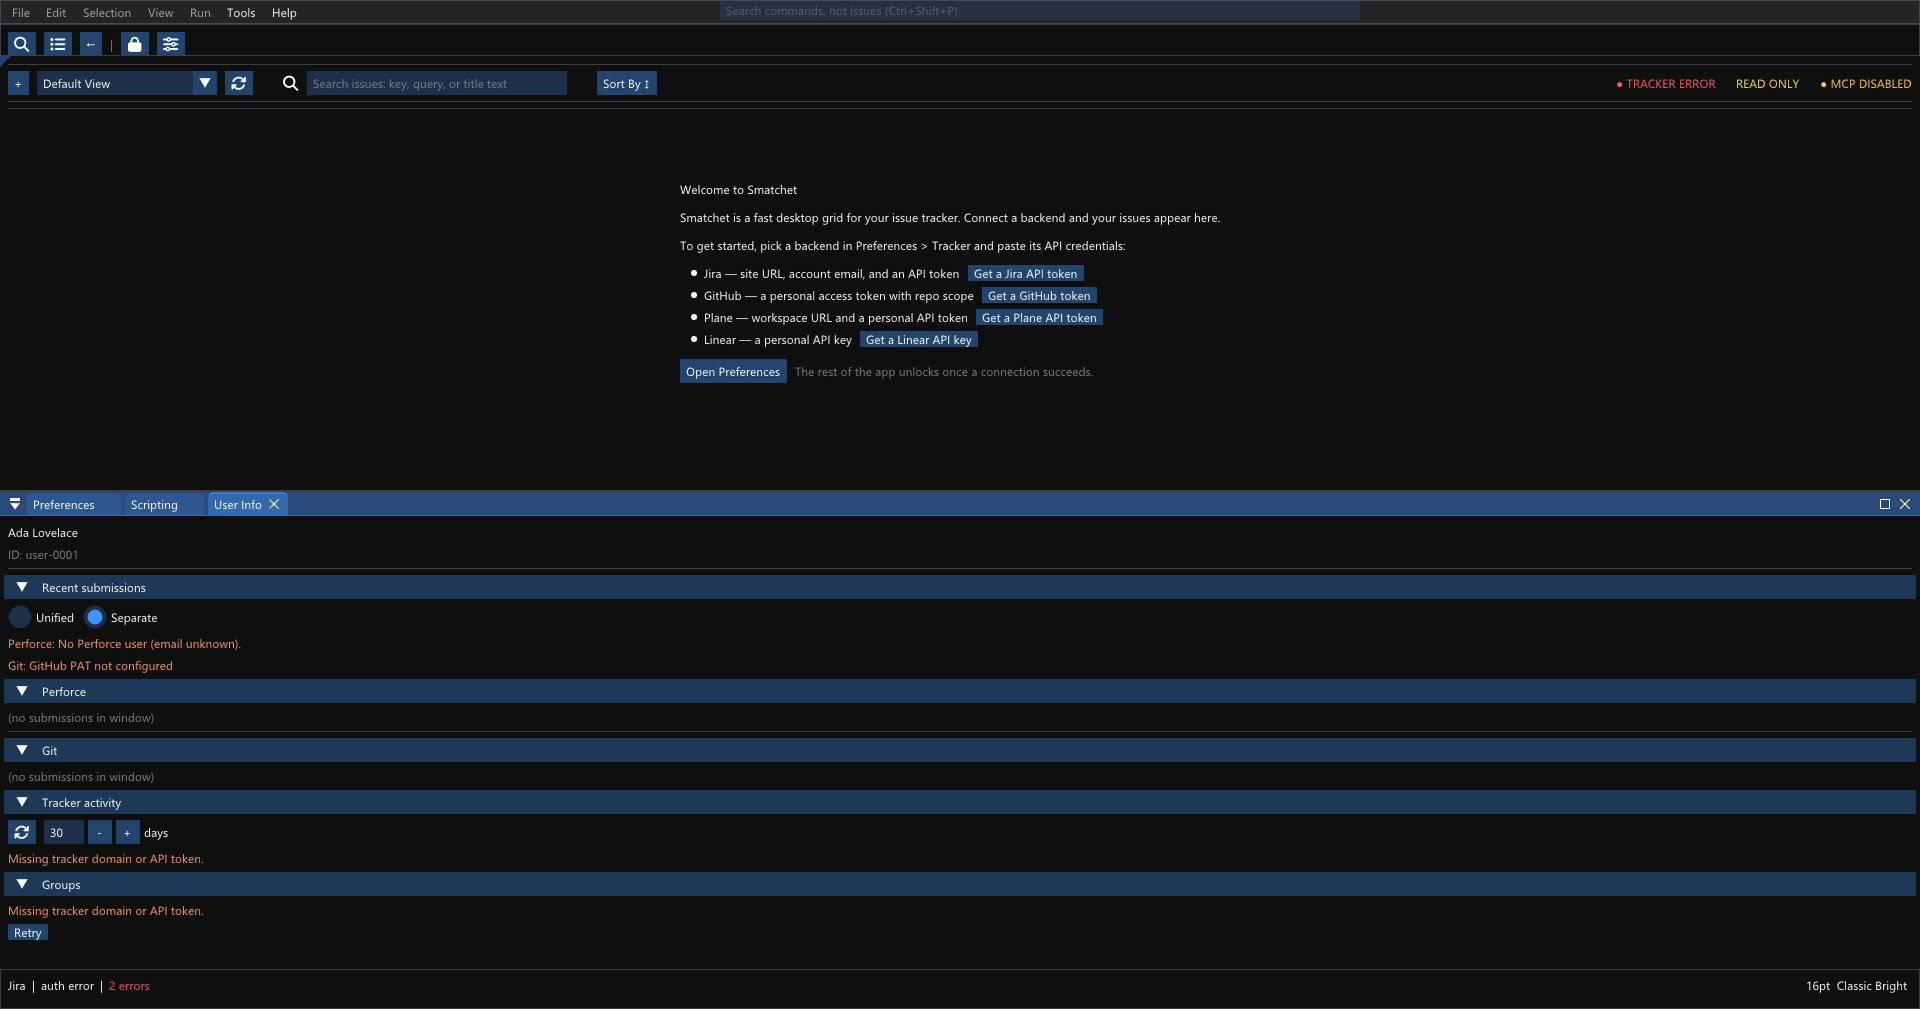 File Edit Selection View Run Tools Help Search commands, not issues (Ctrl+Shift+P)
← |
+ Default View Search issues: key, query, or title text Sort By ↕ ● TRACKER ERROR READ ONLY ● MCP DISABLED
Welcome to Smatchet
Smatchet is a fast desktop grid for your issue tracker. Connect a backend and your issues appear here.
To get started, pick a backend in Preferences > Tracker and paste its API credentials:
● Jira — site URL, account email, and an API token Get a Jira API token
● GitHub — a personal access token with repo scope Get a GitHub token
● Plane — workspace URL and a personal API token Get a Plane API token
● Linear — a personal API key Get a Linear API key
Open Preferences The rest of the app unlocks once a connection succeeds.
Preferences Scripting User Info
Ada Lovelace
ID: user-0001
Recent submissions
Unified Separate
Perforce: No Perforce user (email unknown).
Git: GitHub PAT not configured
Perforce
(no submissions in window)
Git
(no submissions in window)
Tracker activity
30 - + days
Missing tracker domain or API token.
Groups
Missing tracker domain or API token.
Retry
Jira | auth error | 2 errors 16pt Classic Bright